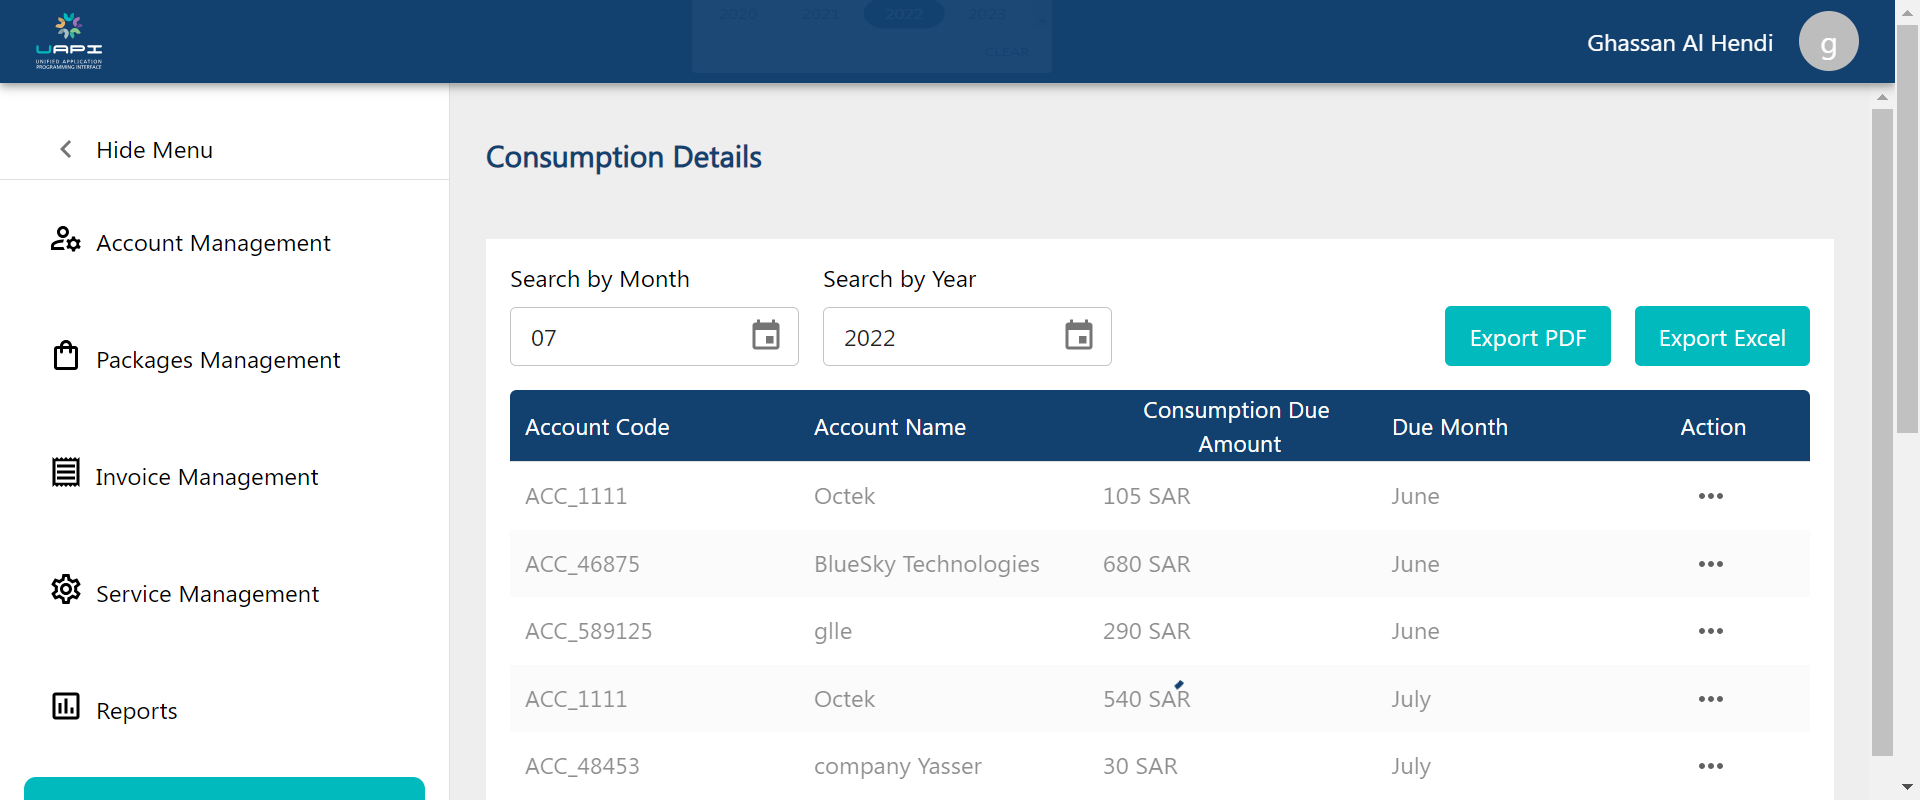 2020 2021 2022 2023
CLEAR
UAPI
UNIFIED APPLICATION
PROGRAMMING INTERFACE
Ghassan Al Hendi
g
Hide Menu
Account Management
Packages Management
Invoice Management
Service Management
Reports
Consumption Details
Search by Month
Search by Year
07
2022
Export PDF
Export Excel
Account Code
Account Name
Consumption Due
Amount
Due Month
Action
ACC_1111 Octek 105 SAR June
ACC_46875 BlueSky Technologies 680 SAR June
ACC_589125 glle 290 SAR June
ACC_1111 Octek 540 SAR July
ACC_48453 company Yasser 30 SAR July